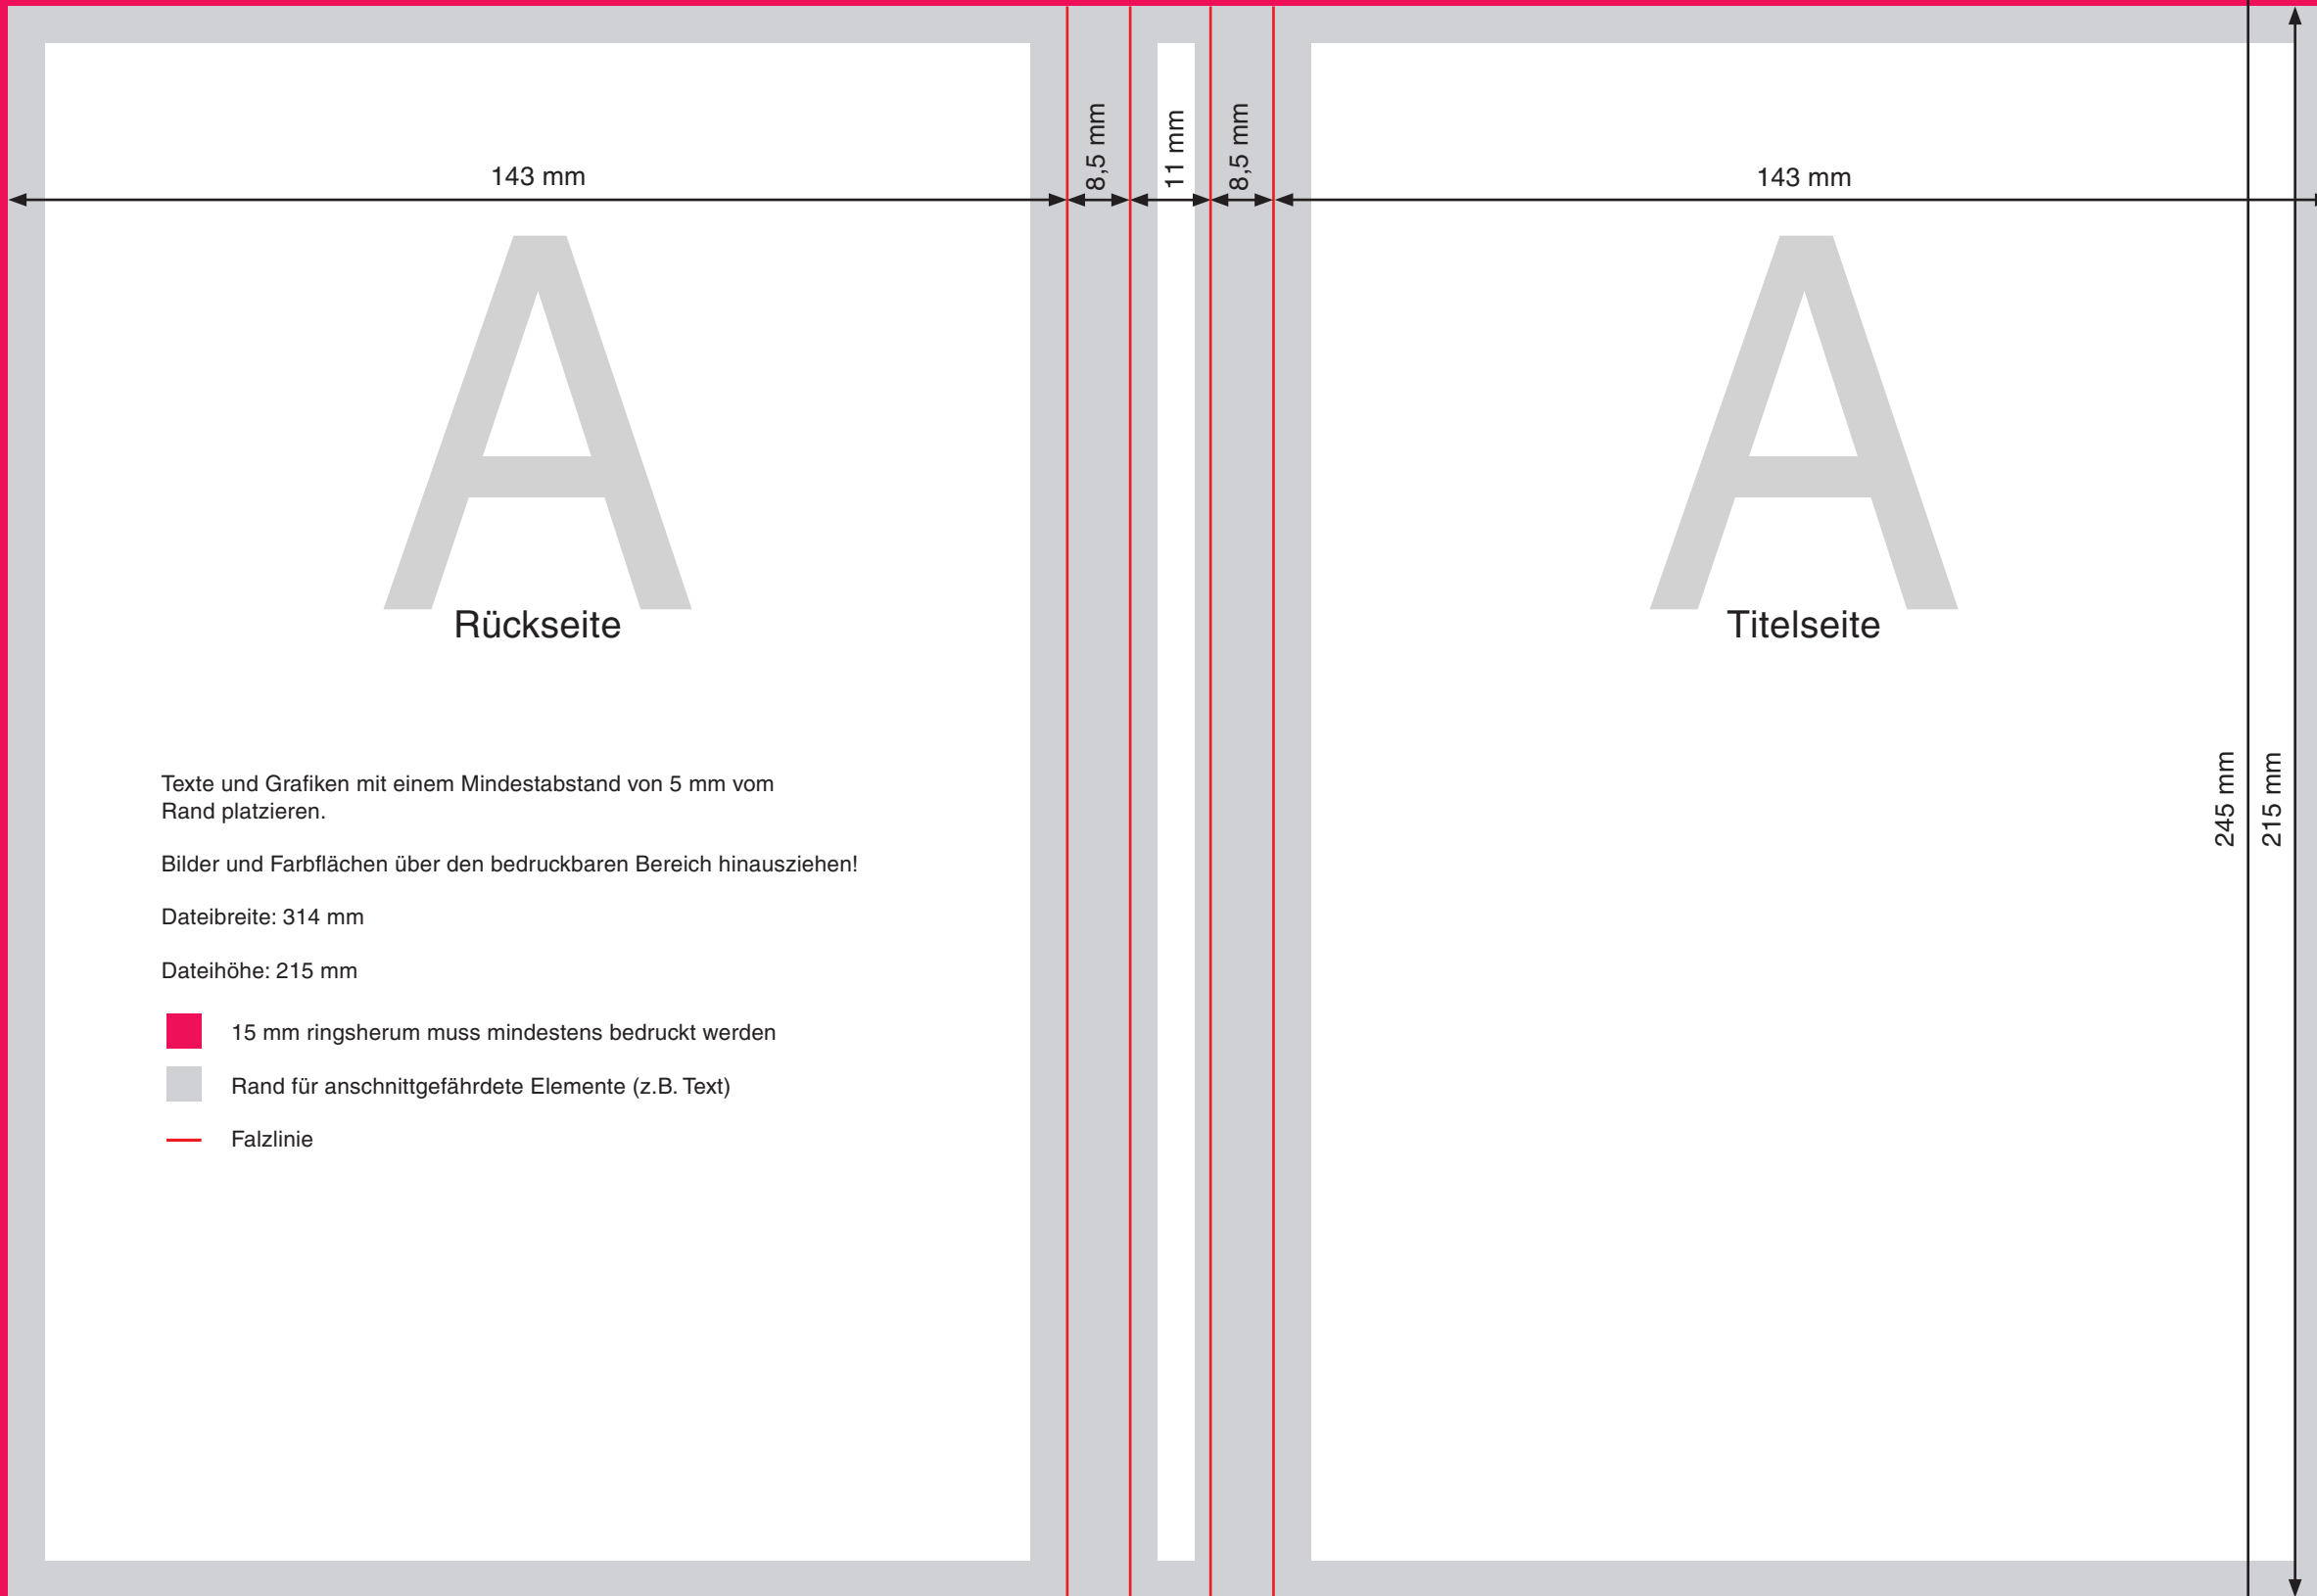 8,5 mm
11 mm
8,5 mm
143 mm
143 mm
A
A
Rückseite
Titelseite
Texte und Grafiken mit einem Mindestabstand von 5 mm vom
Rand platzieren.
245 mm
215 mm
Bilder und Farbflächen über den bedruckbaren Bereich hinausziehen!
Dateibreite: 314 mm
Dateihöhe: 215 mm
15 mm ringsherum muss mindestens bedruckt werden
Rand für anschnittgefährdete Elemente (z.B. Text)
Falzlinie